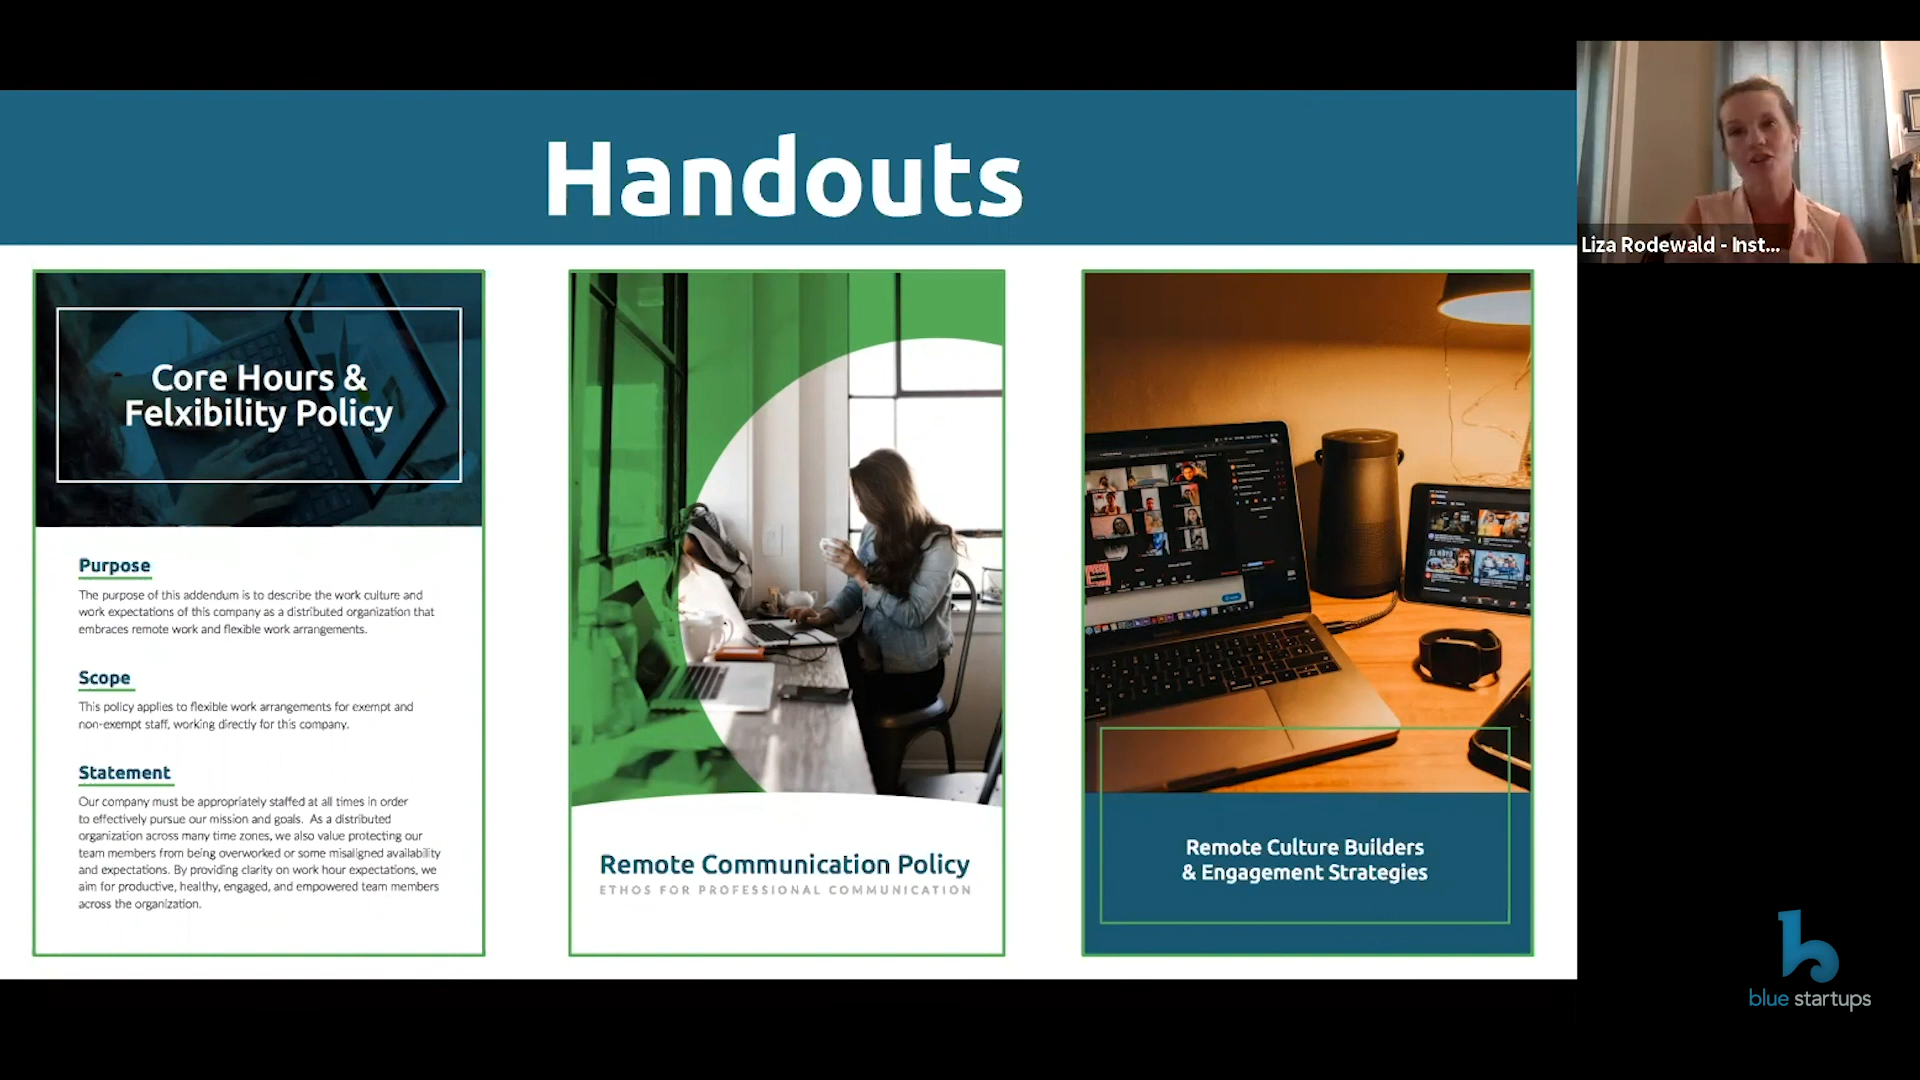 Handouts
Liza Rodewald - Inst...
Core Hours &
Felxibility Policy
Purpose
The purpose of this addendum is to describe the work culture and
work expectations of this company as a distributed organization that
embraces remote work and flexible work arrangements.
Scope
This policy applies to flexible work arrangements for exempt and
non-exempt staff, working directly for this company.
Statement
Our company must be appropriately staffed at all times in order
to effectively pursue our mission and goals. As a distributed
organization across many time zones, we also value protecting our
team members from being overworked or some misaligned availability
and expectations. By providing clarity on work hour expectations, we
aim for productive, healthy, engaged, and empowered team members
across the organization.
Remote Communication Policy
ETHOS FOR PROFESSIONAL COMMUNICATION
Remote Culture Builders
& Engagement Strategies
blue startups